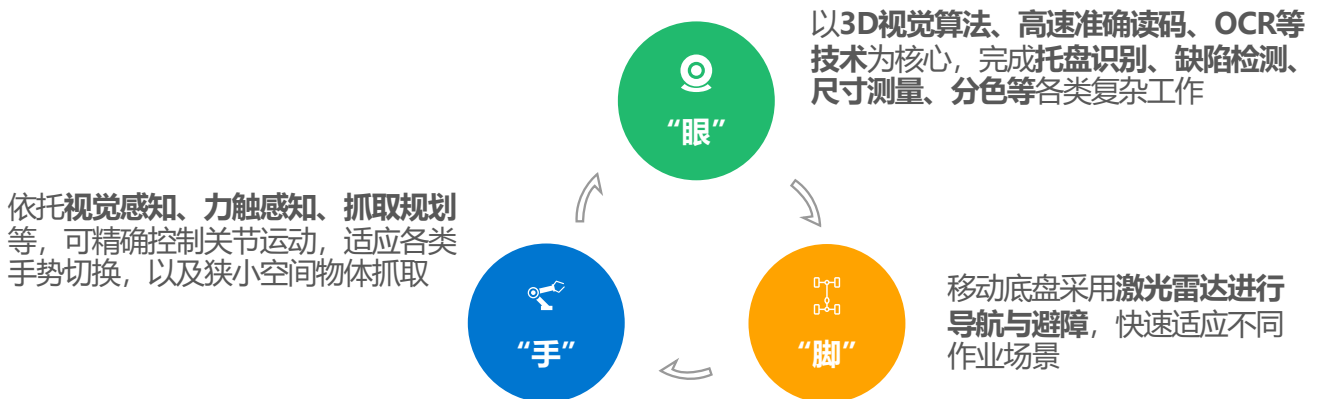 以3D视觉算法、高速准确读码、OCR等
技术为核心，完成托盘识别、缺陷检测、
尺寸测量、分色等各类复杂工作
“眼”
依托视觉感知、力触感知、抓取规划
等，可精确控制关节运动，适应各类
手势切换，以及狭小空间物体抓取
“手”
“脚”
移动底盘采用激光雷达进行
导航与避障，快速适应不同
作业场景